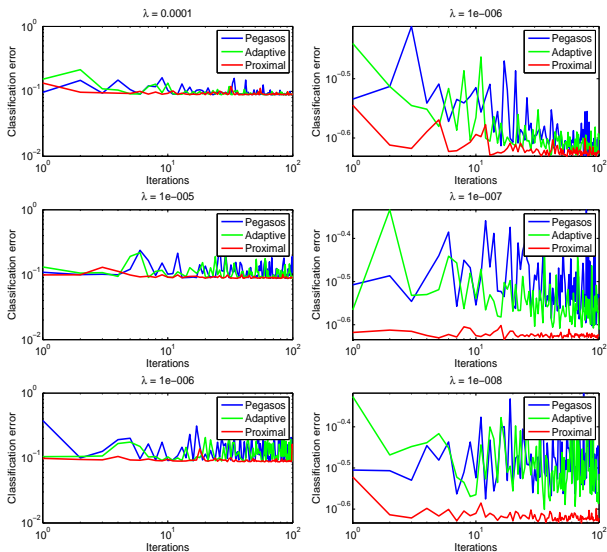 λ = 0.0001
Classification error
10^0
10^-1
10^-2
10^0
10^1
10^2
Iterations
Pegasos
Adaptive
Proximal
λ = 1e−006
Classification error
10^-0.5
10^-0.6
10^0
10^1
10^2
Iterations
Pegasos
Adaptive
Proximal
λ = 1e−005
Classification error
10^0
10^-1
10^-2
10^0
10^1
10^2
Iterations
Pegasos
Adaptive
Proximal
λ = 1e−007
Classification error
10^-0.4
10^-0.5
10^-0.6
10^0
10^1
10^2
Iterations
Pegasos
Adaptive
Proximal
λ = 1e−006
Classification error
10^0
10^-1
10^-2
10^0
10^1
10^2
Iterations
Pegasos
Adaptive
Proximal
λ = 1e−008
Classification error
10^-0.4
10^-0.5
10^-0.6
10^0
10^1
10^2
Iterations
Pegasos
Adaptive
Proximal